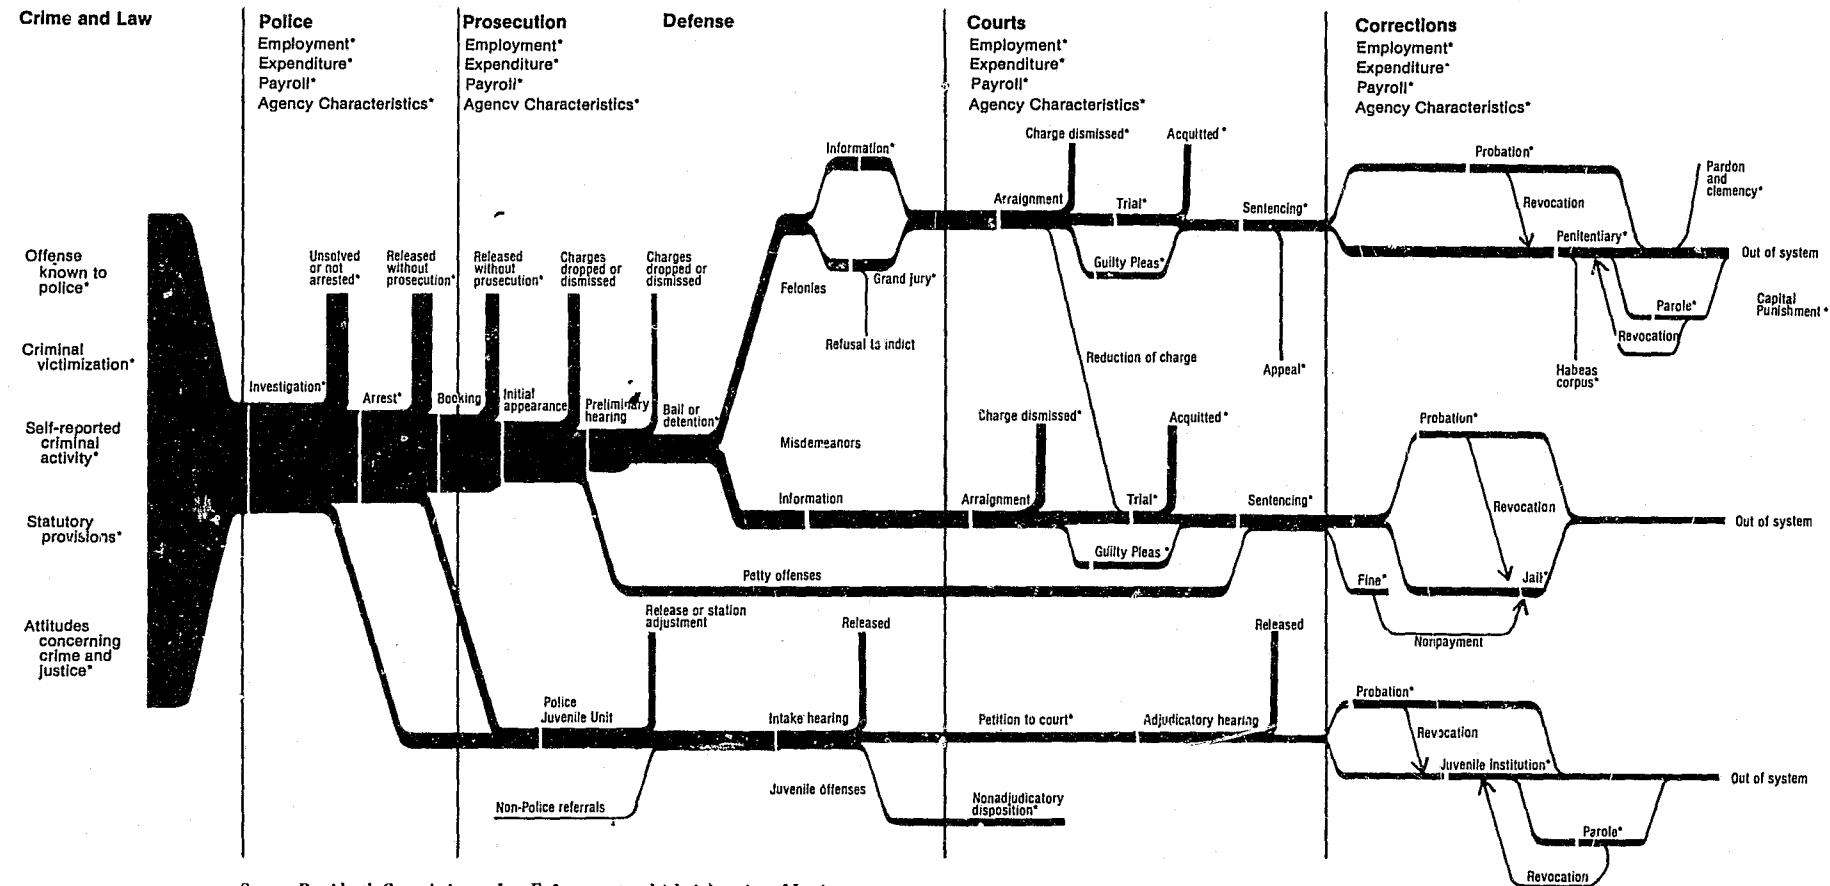 Crime and Law
Police
Employment*
Expenditure*
Payroll*
Agency Characteristics*
Prosecution
Employment*
Expenditure*
Payroll*
Agency Characteristics*
Defense
Courts
Employment*
Expenditure*
Payroll*
Agency Characteristics*
Corrections
Employment*
Expenditure*
Payroll*
Agency Characteristics*
Offense
known to
police*
Criminal
victimization*
Self-reported
criminal
activity*
Statutory
provisions*
Attitudes
concerning
crime and
justice*
Investigation*
Unsolved
or not
arrested*
Arrest*
Released
without
prosecution*
Booking
Released
without
prosecution*
Initial
appearance
Charges
dropped or
dismissed
Preliminary
hearing
Charges
dropped or
dismissed
Bail or
detention*
Felonies
Information*
Grand jury*
Refusal to indict
Arraignment
Charge dismissed*
Trial*
Acquitted*
Guilty Pleas*
Reduction of charge
Sentencing*
Appeal*
Probation*
Revocation
Penitentiary*
Pardon
and
clemency*
Out of system
Parole*
Revocation
Habeas
corpus*
Capital
Punishment*
Misdemeanors
Information
Arraignment
Charge dismissed*
Trial*
Acquitted*
Guilty Pleas*
Sentencing*
Probation*
Revocation
Jail*
Fine*
Nonpayment
Out of system
Petty offenses
Release or station
adjustment
Police
Juvenile Unit
Non-Police referrals
Intake hearing
Released
Juvenile offenses
Nonadjudicatory
disposition*
Petition to court*
Adjudicatory hearing
Released
Probation*
Revocation
Juvenile institution*
Out of system
Parole*
Revocation